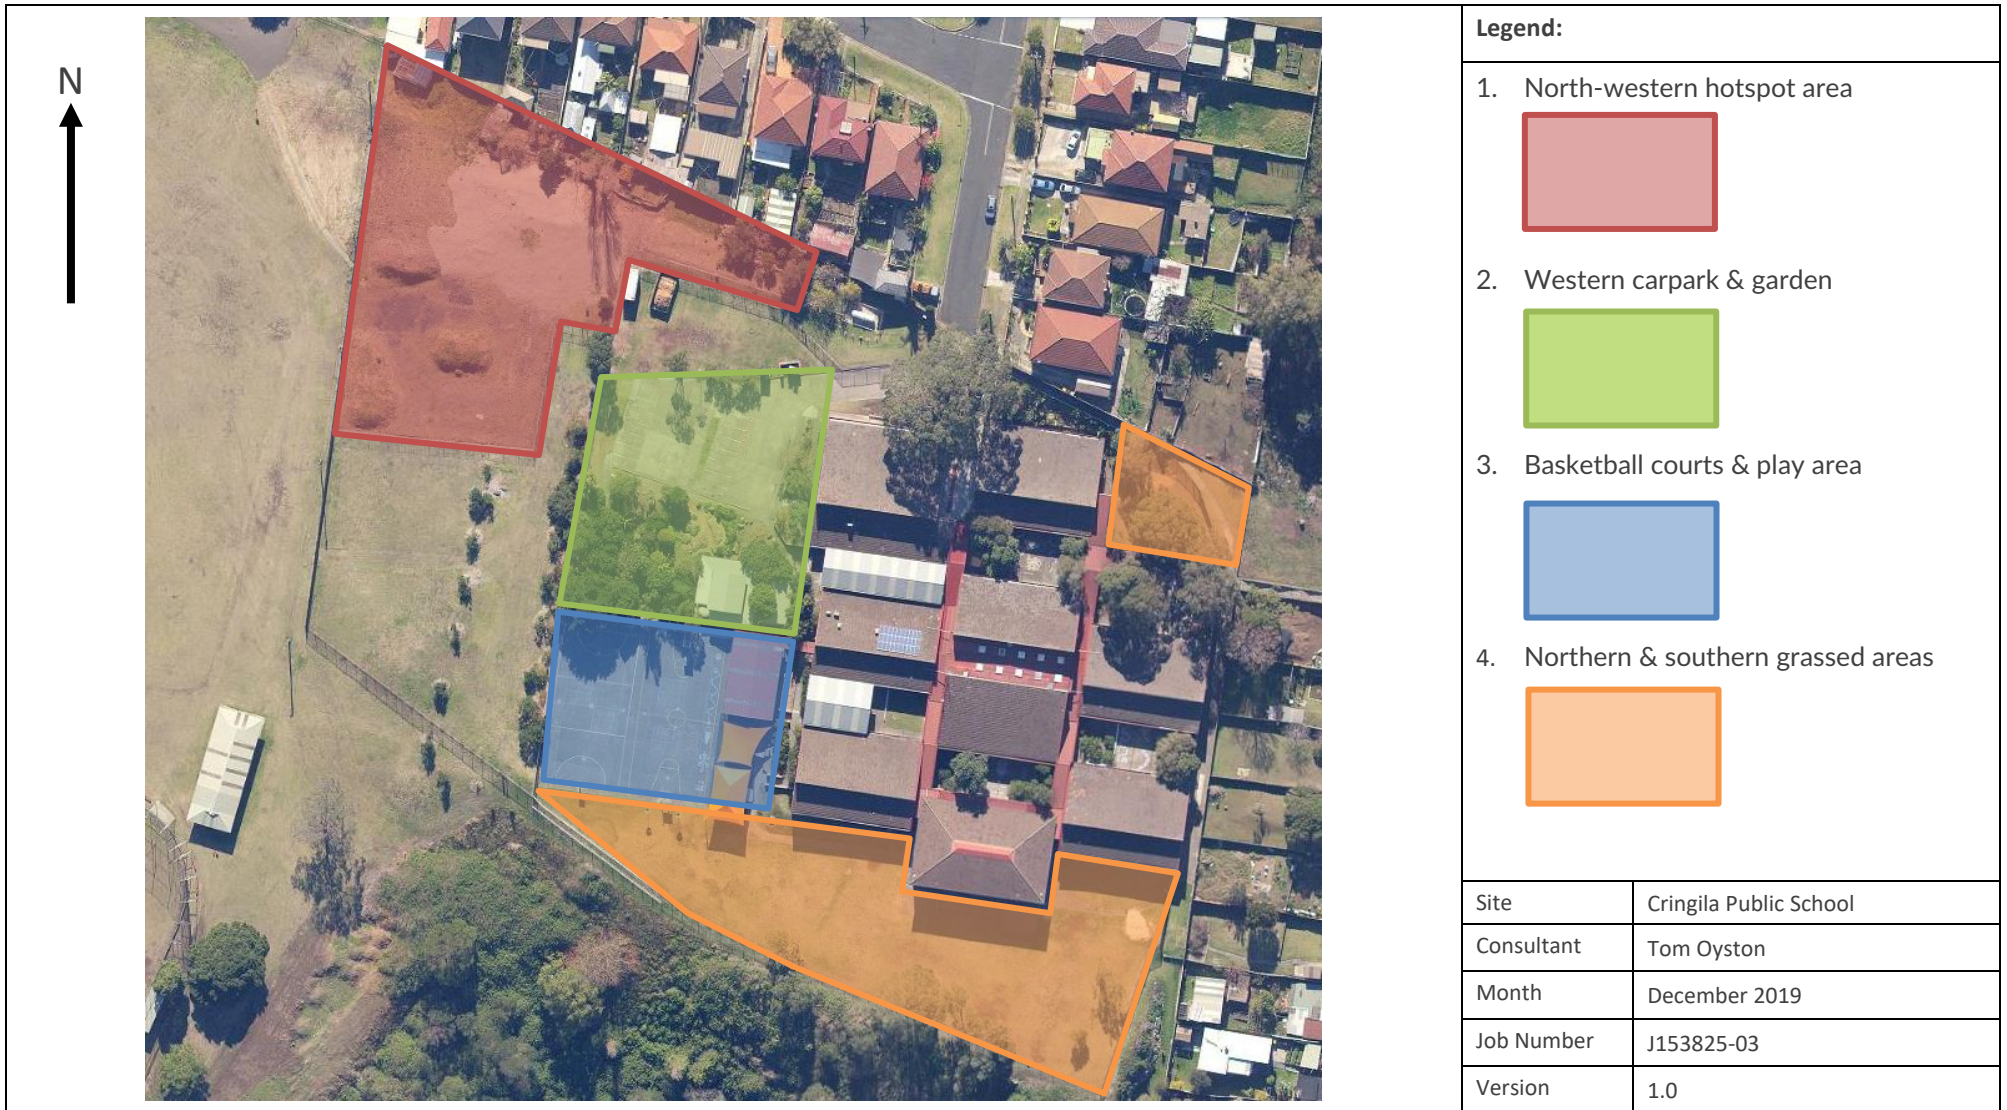 N
Legend:
1. North-western hotspot area
2. Western carpark & garden
3. Basketball courts & play area
4. Northern & southern grassed areas
Site Cringila Public School
Consultant Tom Oyston
Month December 2019
Job Number J153825-03
Version 1.0